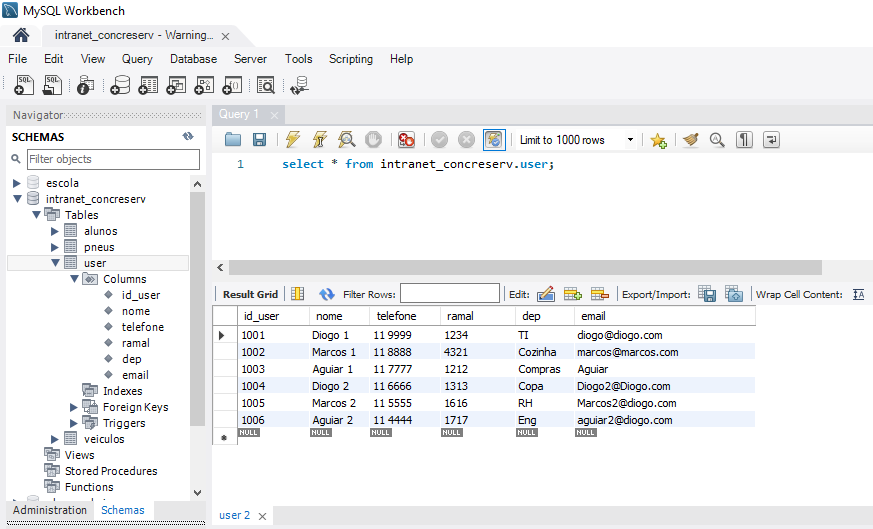 MySQL Workbench
intranet_concreserv - Warning...
File Edit View Query Database Server Tools Scripting Help
Navigator
SCHEMAS
Filter objects
escola
intranet_concreserv
Tables
alunos
pneus
user
Columns
id_user
nome
telefone
ramal
dep
email
Indexes
Foreign Keys
Triggers
veiculos
Views
Stored Procedures
Functions
Administration Schemas
Query 1
Limit to 1000 rows
1 select * from intranet_concreserv.user;
Result Grid Filter Rows: Edit: Export/Import: Wrap Cell Content:
id_user nome telefone ramal dep email
1001 Diogo 1 11 9999 1234 TI diogo@diogo.com
1002 Marcos 1 11 8888 4321 Cozinha marcos@marcos.com
1003 Aguiar 1 11 7777 1212 Compras Aguiar
1004 Diogo 2 11 6666 1313 Copa Diogo2@Diogo.com
1005 Marcos 2 11 5555 1616 RH Marcos2@diogo.com
1006 Aguiar 2 11 4444 1717 Eng aguiar2@diogo.com
NULL NULL NULL NULL NULL NULL
user 2